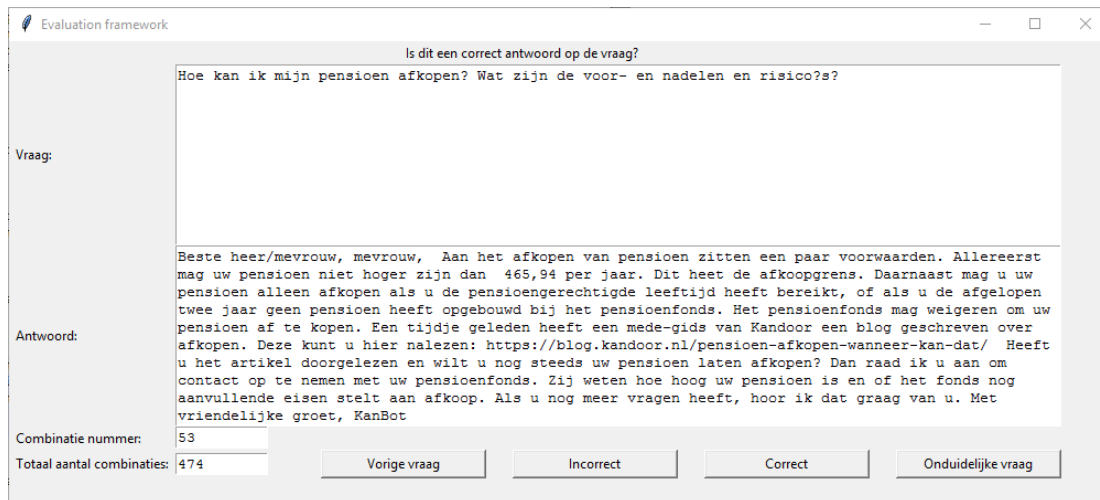 Evaluation framework
Is dit een correct antwoord op de vraag?
Vraag:
Hoe kan ik mijn pensioen afkopen? Wat zijn de voor- en nadelen en risico?s?
Antwoord:
Beste heer/mevrouw, mevrouw,  Aan het afkopen van pensioen zitten een paar voorwaarden. Allereerst
mag uw pensioen niet hoger zijn dan  465,94 per jaar. Dit heet de afkoopgrens. Daarnaast mag u uw
pensioen alleen afkopen als u de pensioengerechtigde leeftijd heeft bereikt, of als u de afgelopen
twee jaar geen pensioen heeft opgebouwd bij het pensioenfonds. Het pensioenfonds mag weigeren om uw
pensioen af te kopen. Een tijdje geleden heeft een mede-gids van Kandoor een blog geschreven over
afkopen. Deze kunt u hier nalezen: https://blog.kandoor.nl/pensioen-afkopen-wanneer-kan-dat/  Heeft
u het artikel doorgelezen en wilt u nog steeds uw pensioen laten afkopen? Dan raad ik u aan om
contact op te nemen met uw pensioenfonds. Zij weten hoe hoog uw pensioen is en of het fonds nog
aanvullende eisen stelt aan afkoop. Als u nog meer vragen heeft, hoor ik dat graag van u. Met
vriendelijke groet, KanBot
Combinatie nummer: 53
Totaal aantal combinaties: 474
Vorige vraag
Incorrect
Correct
Onduidelijke vraag